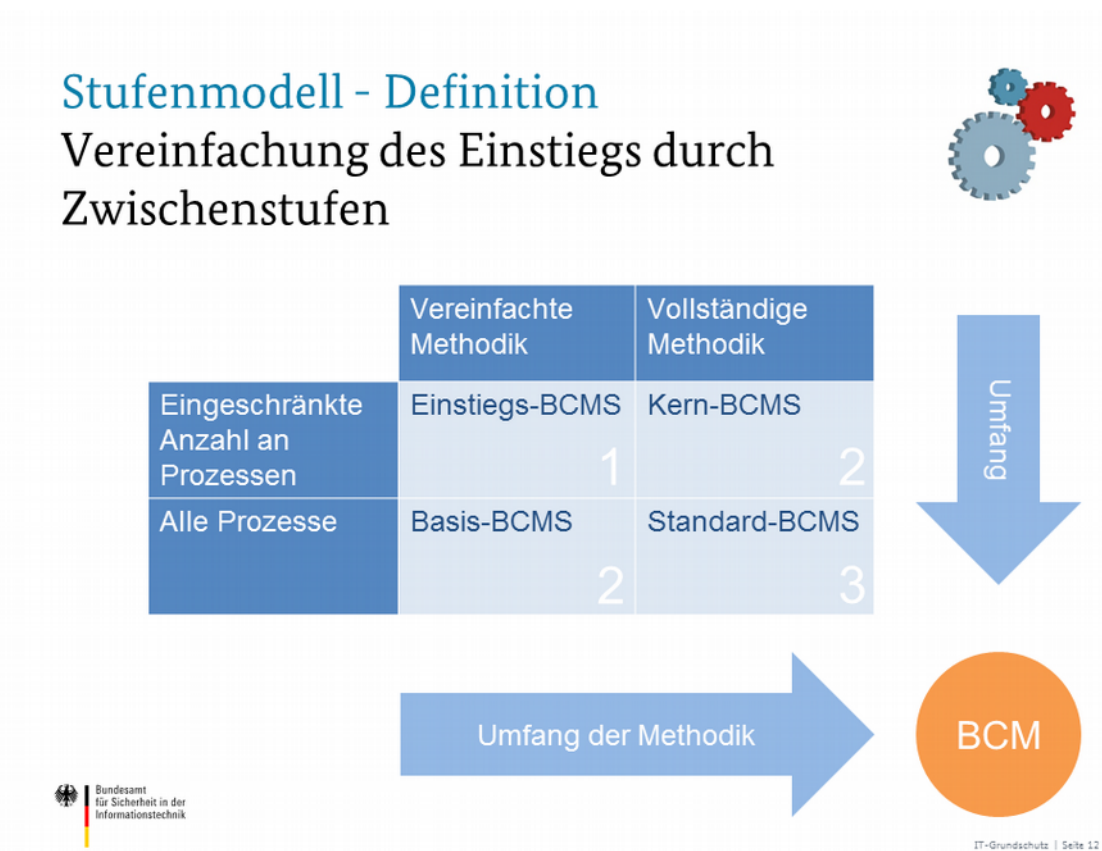 Stufenmodell - Definition
Vereinfachung des Einstiegs durch
Zwischenstufen
Vereinfachte
Methodik
Vollständige
Methodik
Eingeschränkte
Anzahl an
Prozessen
Einstiegs-BCMS
1
Kern-BCMS
2
Alle Prozesse
Basis-BCMS
2
Standard-BCMS
3
Umfang
Umfang der Methodik
BCM
Bundesamt
für Sicherheit in der
Informationstechnik
IT-Grundschutz | Seite 12